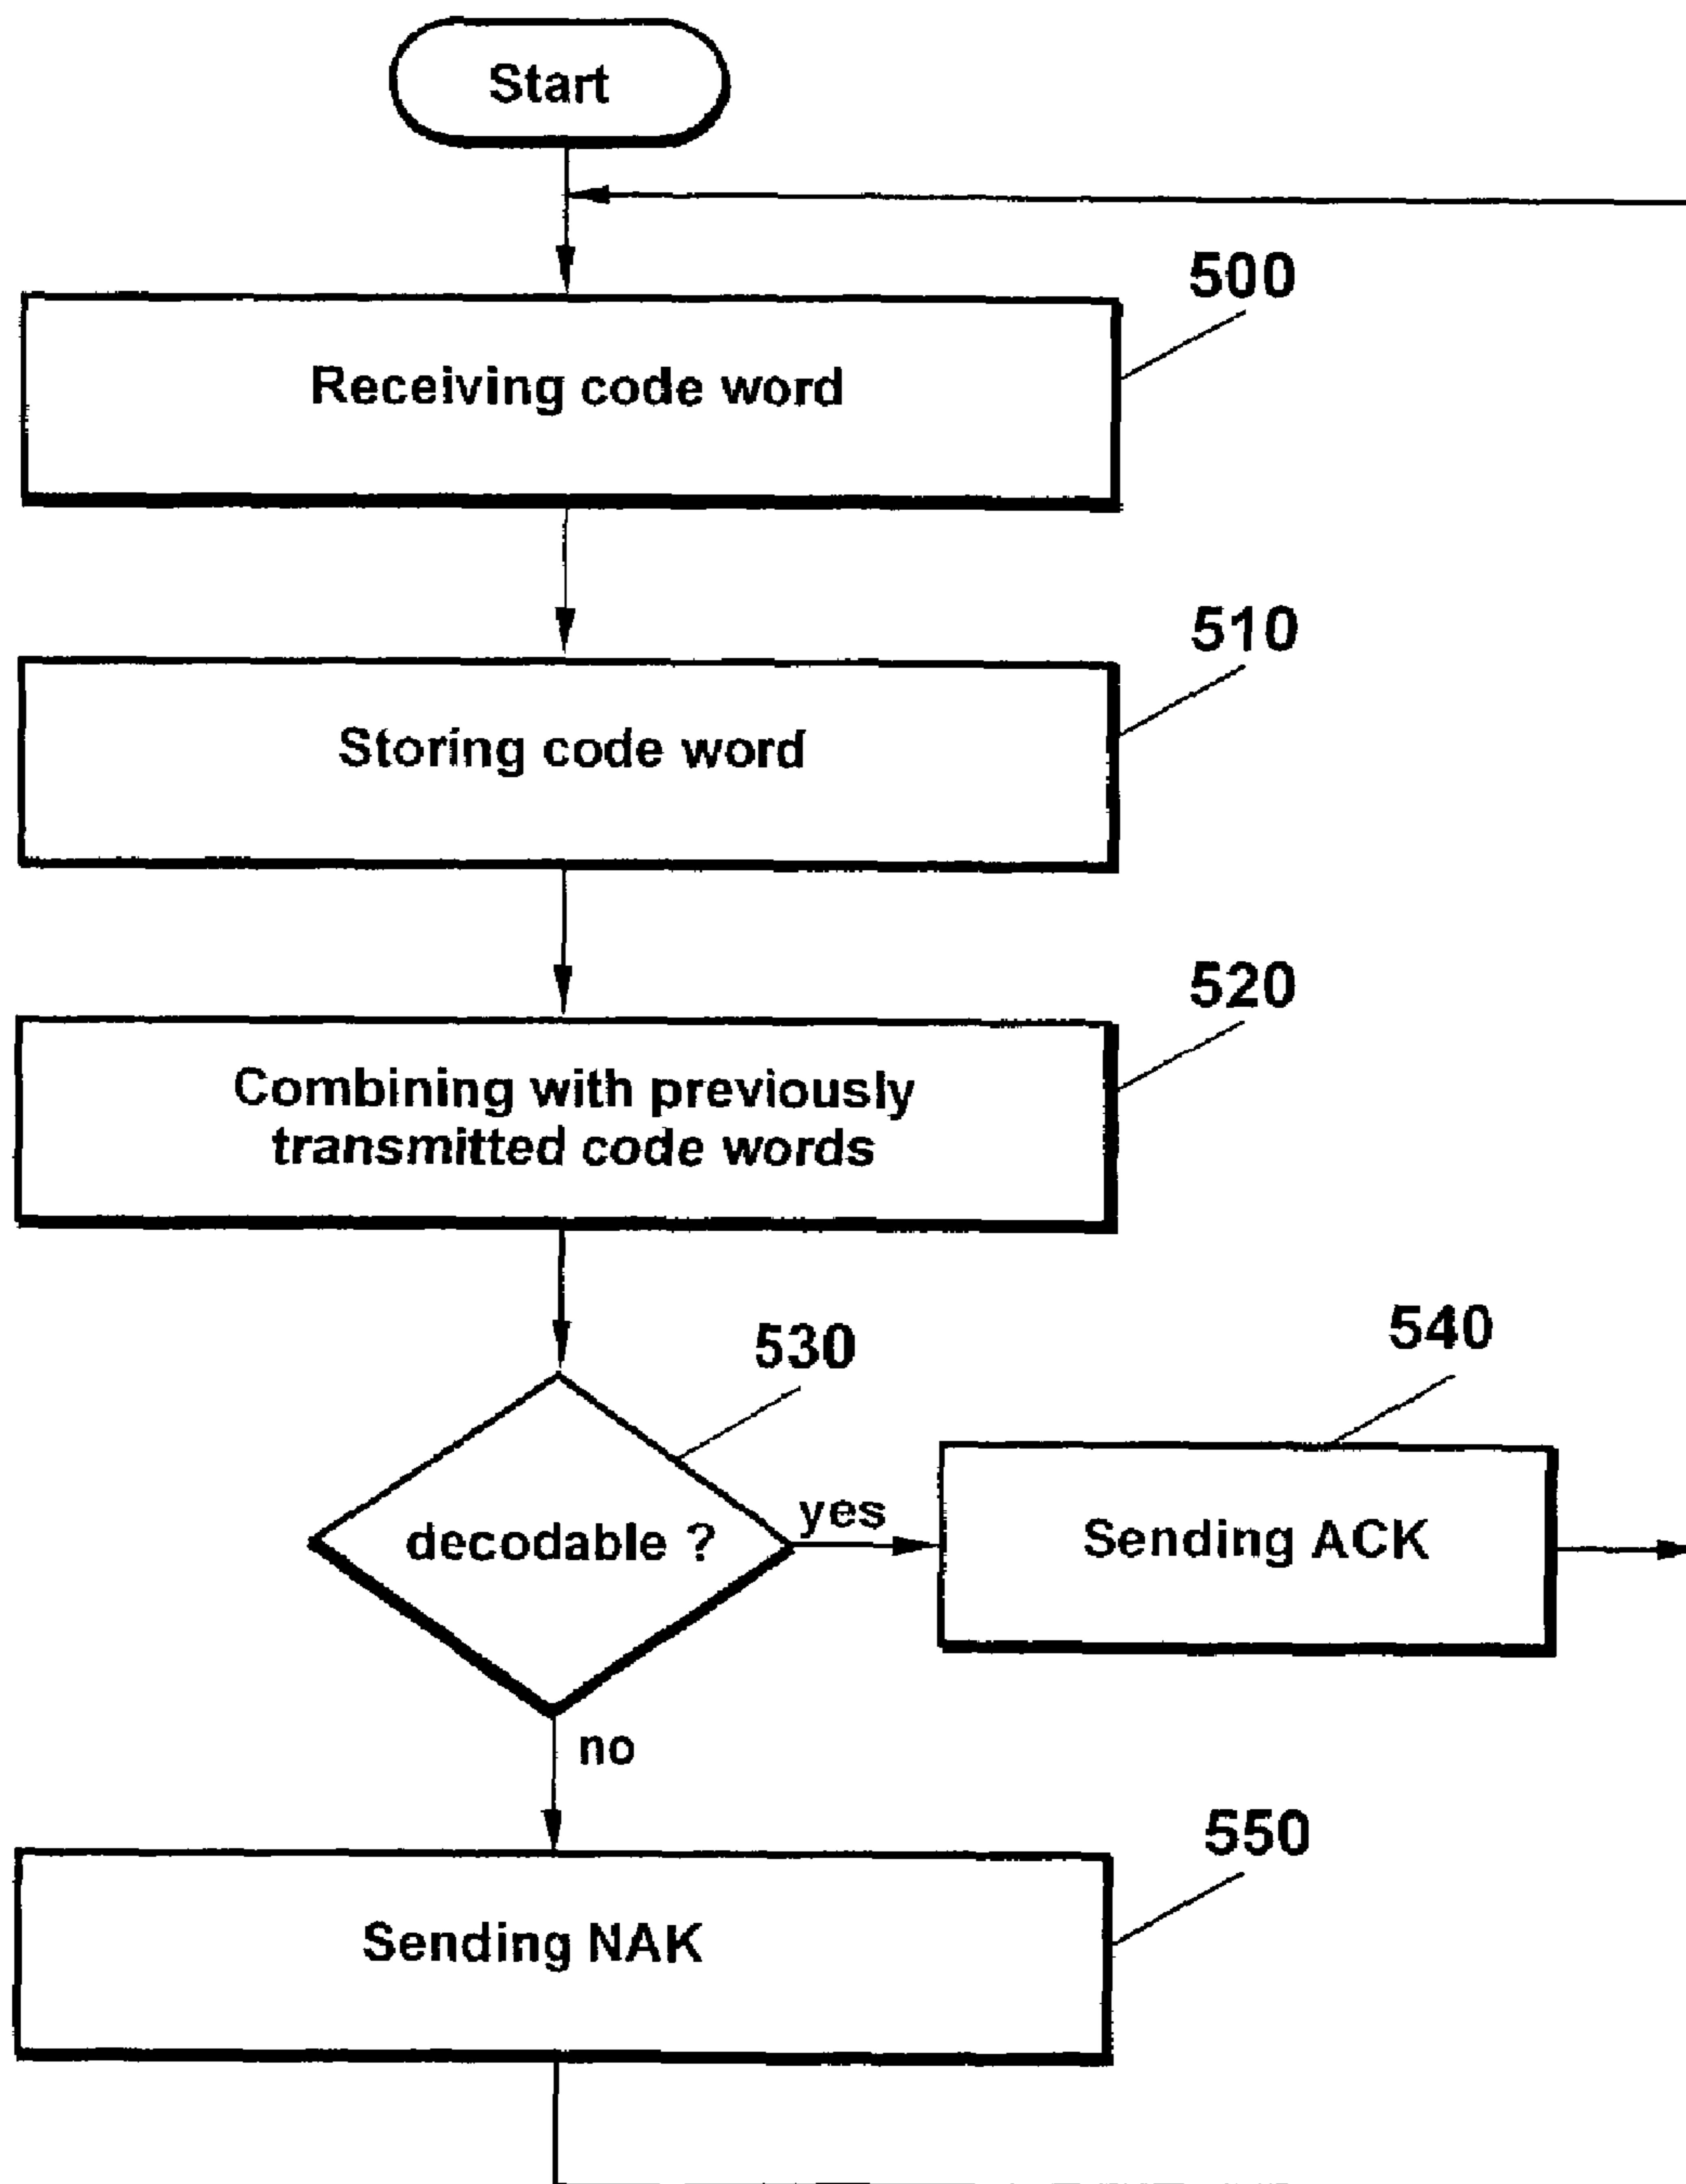 Start
500
Receiving code word
510
Storing code word
520
Combining with previously
transmitted code words
530
540
decodable ?
yes
Sending ACK
no
550
Sending NAK